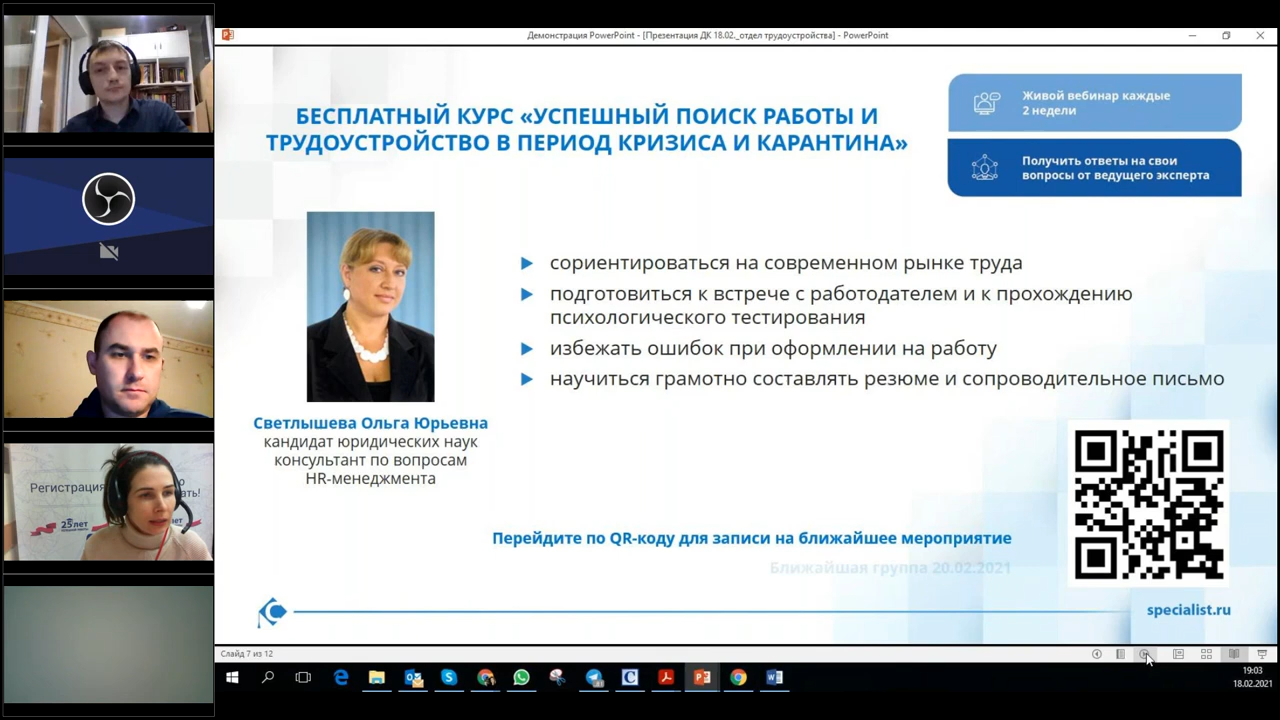 Демонстрация PowerPoint - [Презентация ДК 18.02._отдел трудоустройства] - PowerPoint
БЕСПЛАТНЫЙ КУРС «УСПЕШНЫЙ ПОИСК РАБОТЫ И
ТРУДОУСТРОЙСТВО В ПЕРИОД КРИЗИСА И КАРАНТИНА»
Живой вебинар каждые
2 недели
Получить ответы на свои
вопросы от ведущего эксперта
сориентироваться на современном рынке труда
подготовиться к встрече с работодателем и к прохождению
психологического тестирования
избежать ошибок при оформлении на работу
научиться грамотно составлять резюме и сопроводительное письмо
Светлышева Ольга Юрьевна
кандидат юридических наук
консультант по вопросам
HR-менеджмента
Перейдите по QR-коду для записи на ближайшее мероприятие
Ближайшая группа 20.02.2021
specialist.ru
Регистрация
25 лет
Слайд 7 из 12
19:03
18.02.2021